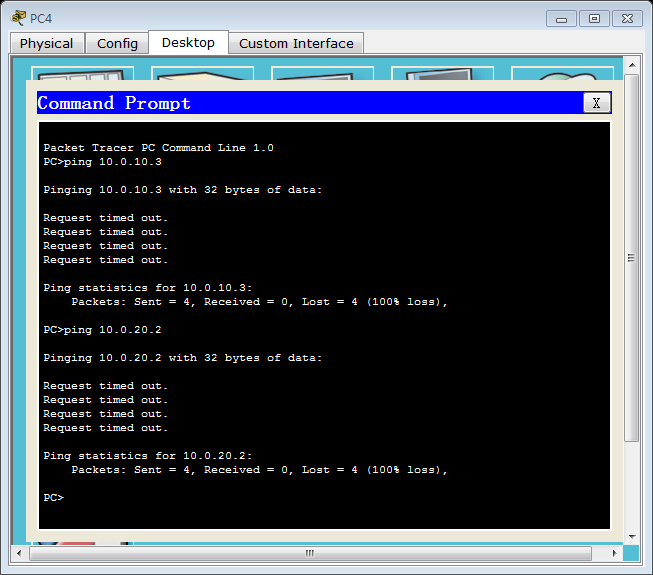 PC4
Physical Config Desktop Custom Interface
Command Prompt X
Packet Tracer PC Command Line 1.0
PC>ping 10.0.10.3
Pinging 10.0.10.3 with 32 bytes of data:
Request timed out.
Request timed out.
Request timed out.
Request timed out.
Ping statistics for 10.0.10.3:
Packets: Sent = 4, Received = 0, Lost = 4 (100% loss),
PC>ping 10.0.20.2
Pinging 10.0.20.2 with 32 bytes of data:
Request timed out.
Request timed out.
Request timed out.
Request timed out.
Ping statistics for 10.0.20.2:
Packets: Sent = 4, Received = 0, Lost = 4 (100% loss),
PC>